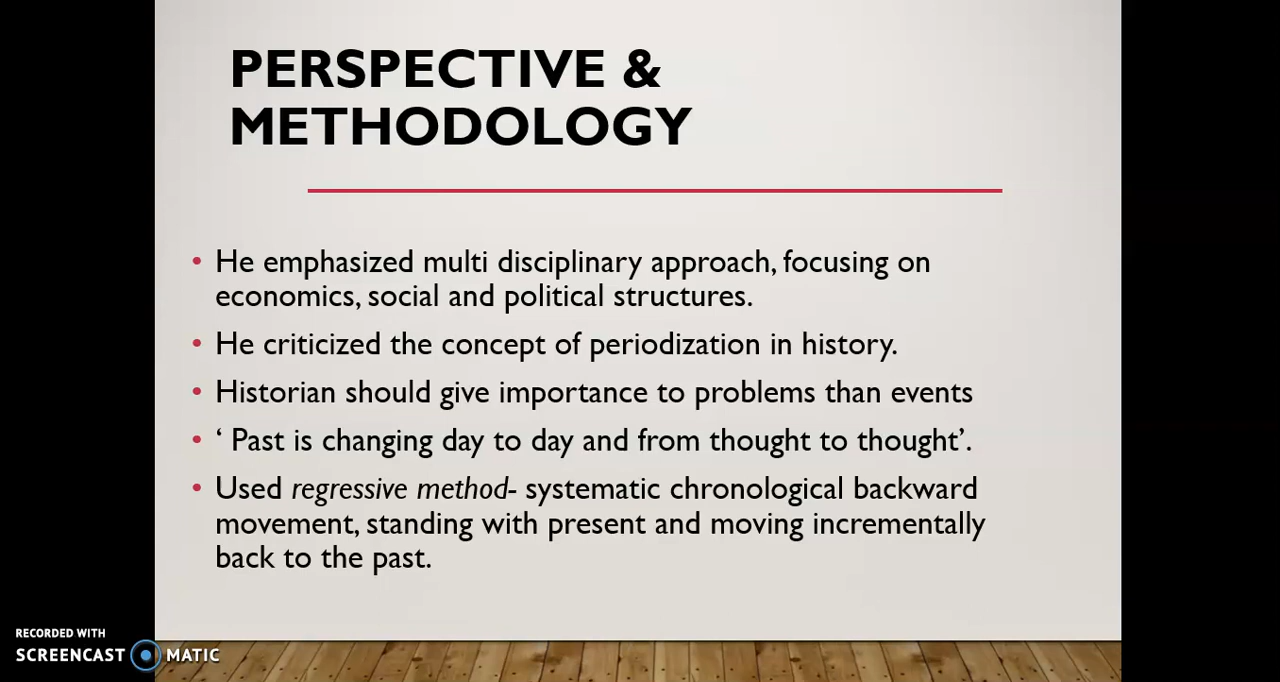 PERSPECTIVE &
METHODOLOGY
• He emphasized multi disciplinary approach, focusing on
economics, social and political structures.
• He criticized the concept of periodization in history.
• Historian should give importance to problems than events
• ‘ Past is changing day to day and from thought to thought’.
• Used regressive method- systematic chronological backward
movement, standing with present and moving incrementally
back to the past.
RECORDED WITH
SCREENCAST MATIC